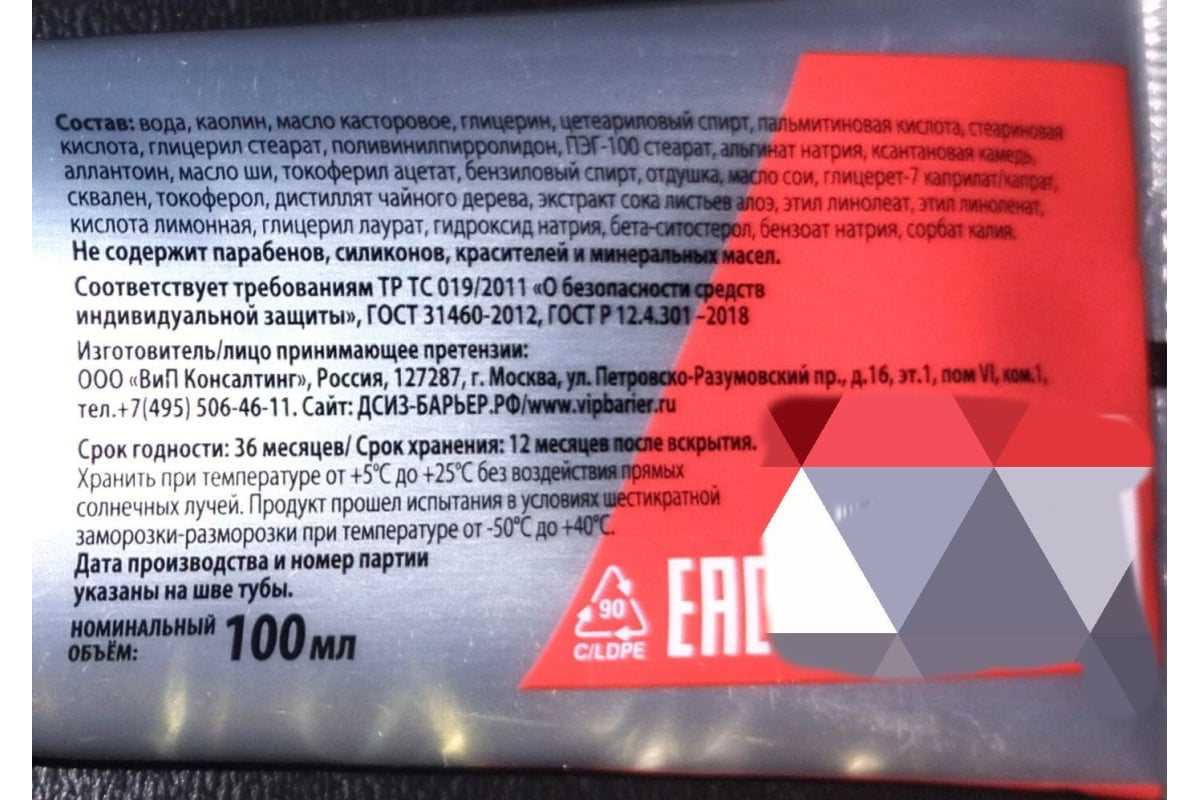 Состав: вода, каолин, масло касторовое, глицерин, цетеариловый спирт, пальмитиновая кислота, стеариновая
кислота, глицерил стеарат, поливинилпирролидон, ПЭГ-100 стеарат, альгинат натрия, ксантановая камедь,
аллантоин, масло ши, токоферил ацетат, бензиловый спирт, отдушка, масло сои, глицерет-7 каприлат/капрат,
сквален, токоферол, дистиллят чайного дерева, экстракт сока листьев алоэ, этил линолеат, этил линоленат,
кислота лимонная, глицерил лаурат, гидроксид натрия, бета-ситостерол, бензоат натрия, сорбат калия.
Не содержит парабенов, силиконов, красителей и минеральных масел.
Соответствует требованиям ТР ТС 019/2011 «О безопасности средств
индивидуальной защиты», ГОСТ 31460-2012, ГОСТ Р 12.4.301 –2018
Изготовитель/лицо принимающее претензии:
ООО «ВиП Консалтинг», Россия, 127287, г. Москва, ул. Петровско-Разумовский пр., д.16, эт.1, пом VI, ком.1,
тел.+7(495) 506-46-11. Сайт: ДСИЗ-БАРЬЕР.РФ/www.vipbarier.ru
Срок годности: 36 месяцев/ Срок хранения: 12 месяцев после вскрытия.
Хранить при температуре от +5°С до +25°С без воздействия прямых
солнечных лучей. Продукт прошел испытания в условиях шестикратной
заморозки-разморозки при температуре от -50°С до +40°С.
Дата производства и номер партии
указаны на шве тубы.
НОМИНАЛЬНЫЙ
ОБЪЁМ: 100 мл
90
C/LDPE
EAC